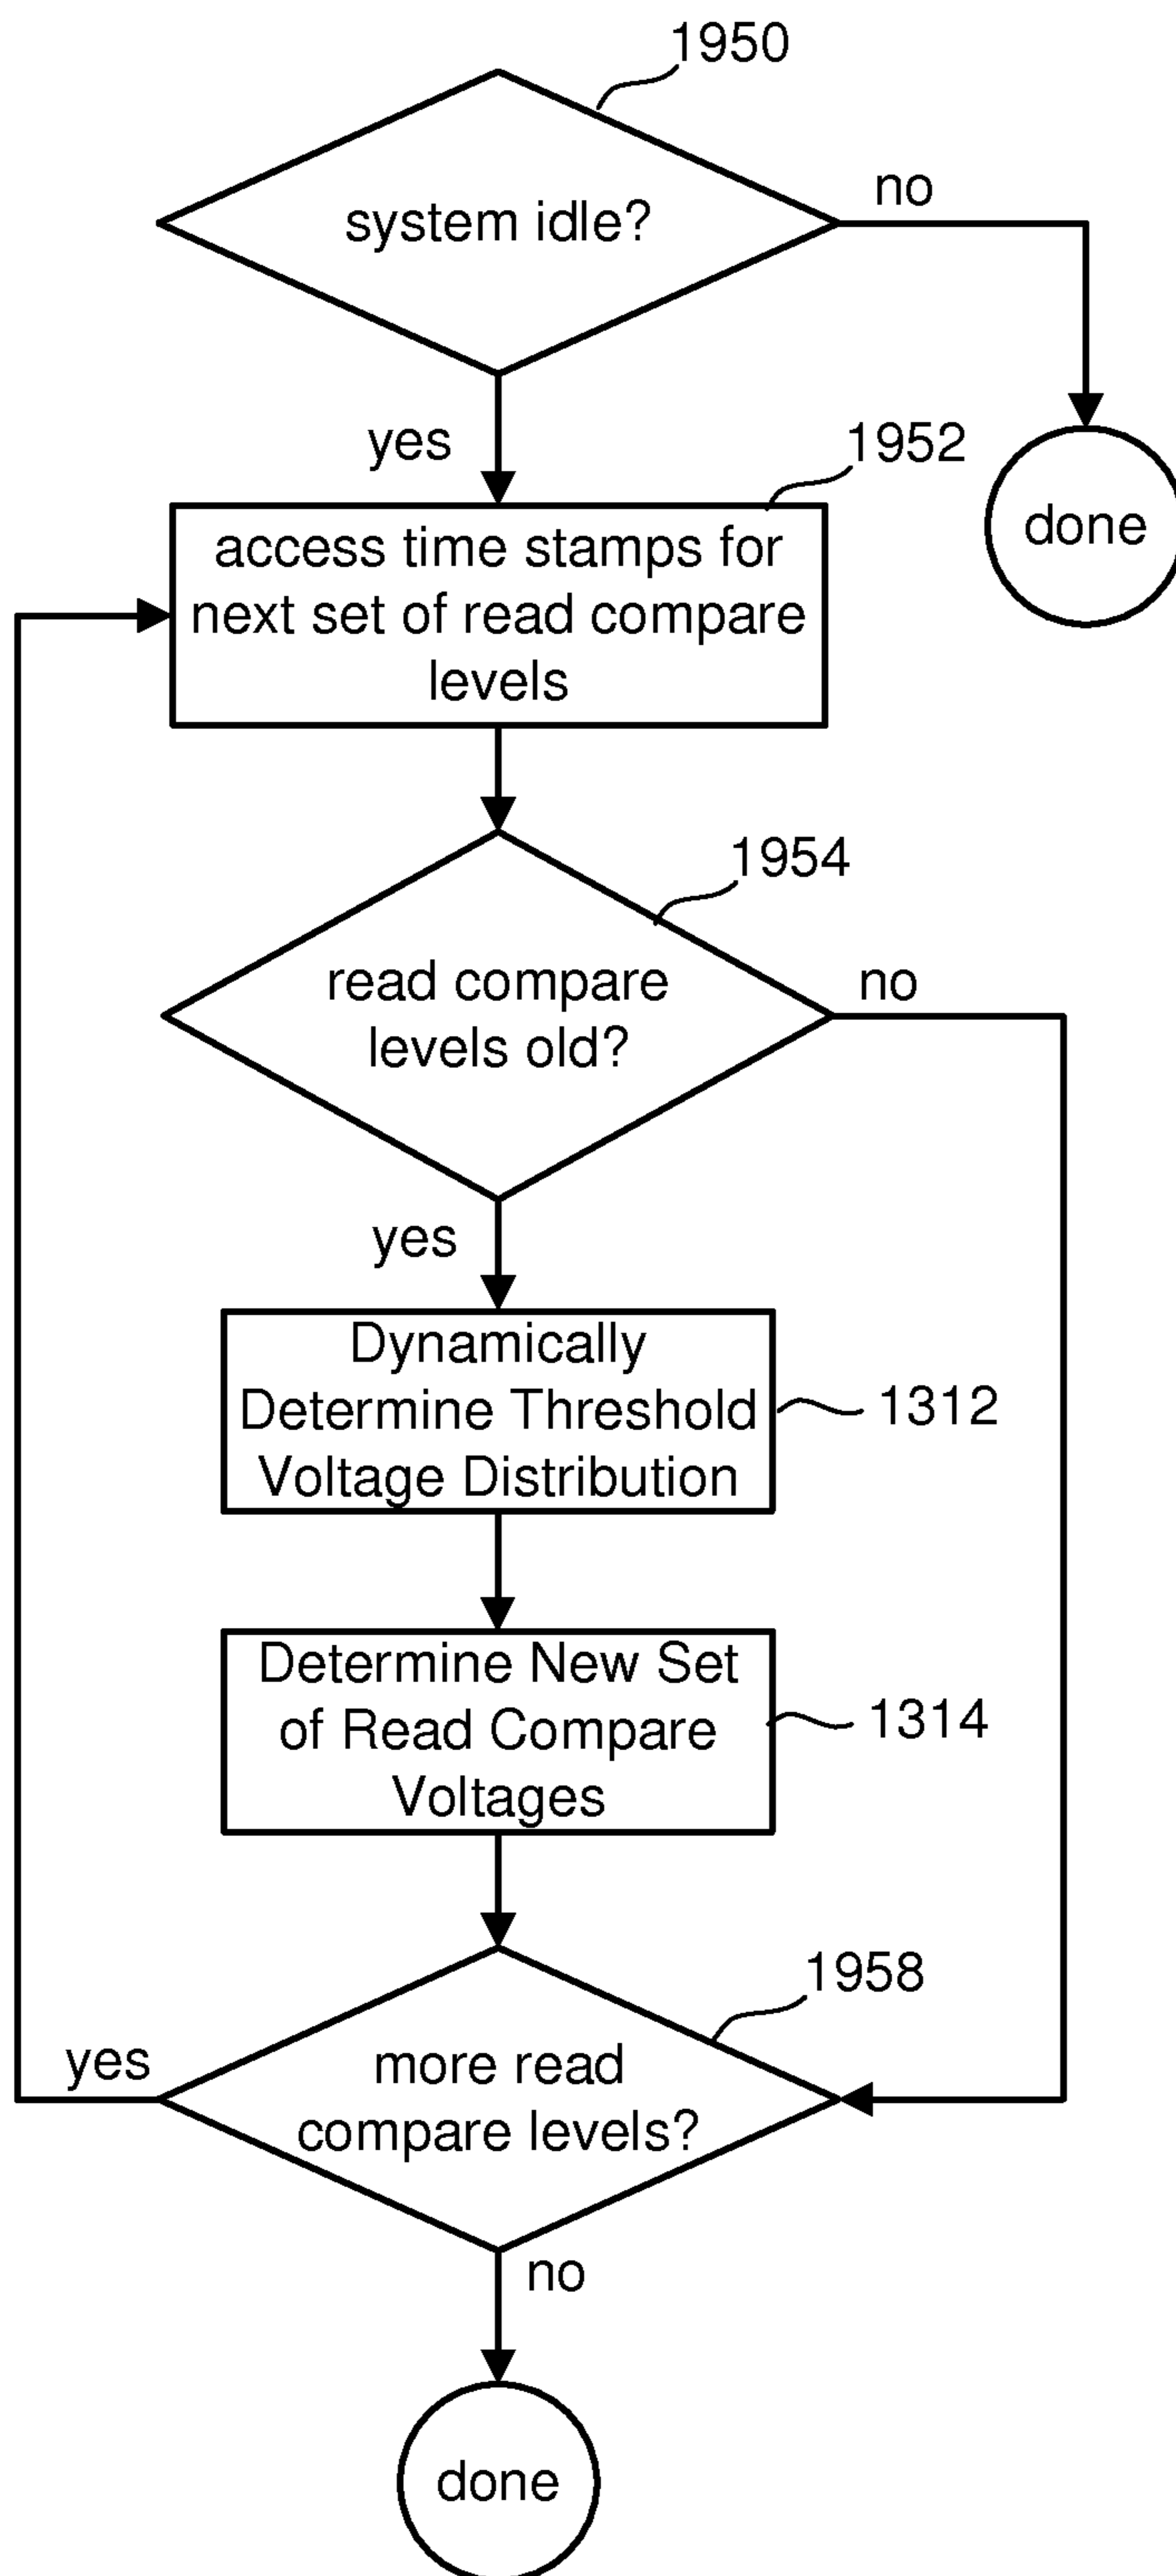 1950
system idle?
no
yes
1952
done
access time stamps for
next set of read compare
levels
1954
read compare
levels old?
no
yes
Dynamically
Determine Threshold
Voltage Distribution
1312
Determine New Set
of Read Compare
Voltages
1314
1958
yes
more read
compare levels?
no
done